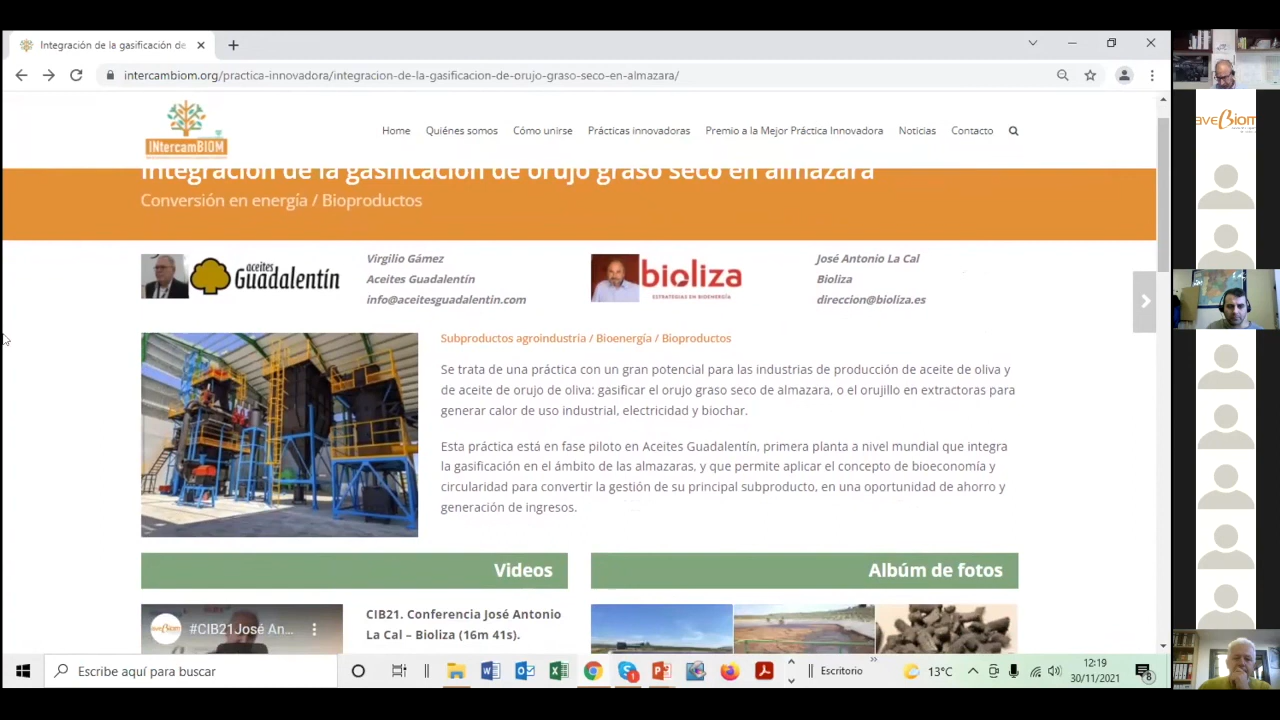 Integración de la gasificación de
intercambiom.org/practica-innovadora/integracion-de-la-gasificacion-de-orujo-graso-seco-en-almazara/
INtercamBIOM
Home Quiénes somos Cómo unirse Prácticas innovadoras Premio a la Mejor Práctica Innovadora Noticias Contacto
Integración de la gasificación de orujo graso seco en almazara
Conversión en energía / Bioproductos
aceites
Guadalentín
Virgilio Gámez
Aceites Guadalentín
info@aceitesguadalentin.com
bioliza
ESTRATEGIAS EN BIOENERGÍA
José Antonio La Cal
Bioliza
direccion@bioliza.es
Subproductos agroindustria / Bioenergía / Bioproductos
Se trata de una práctica con un gran potencial para las industrias de producción de aceite de oliva y
de aceite de orujo de oliva: gasificar el orujo graso seco de almazara, o el orujillo en extractoras para
generar calor de uso industrial, electricidad y biochar.
Esta práctica está en fase piloto en Aceites Guadalentín, primera planta a nivel mundial que integra
la gasificación en el ámbito de las almazaras, y que permite aplicar el concepto de bioeconomía y
circularidad para convertir la gestión de su principal subproducto, en una oportunidad de ahorro y
generación de ingresos.
Videos
Albúm de fotos
#CIB21José An...
CIB21. Conferencia José Antonio
La Cal – Bioliza (16m 41s).
Escribe aquí para buscar
Escritorio
13°C
12:19
30/11/2021
8
aveBiom